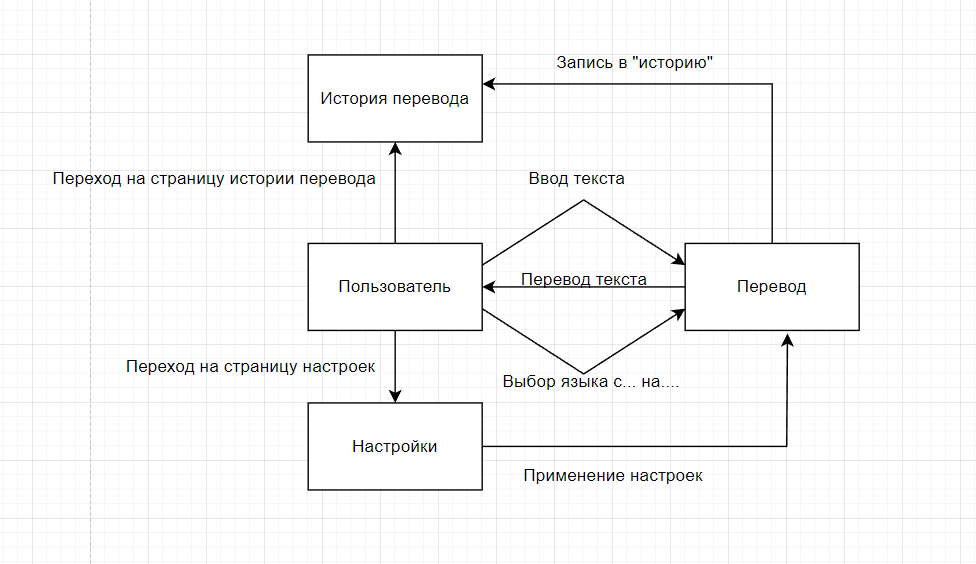 Запись в "историю"
История перевода
Переход на страницу истории перевода
Ввод текста
Пользователь
Перевод текста
Перевод
Переход на страницу настроек
Выбор языка с... на....
Настройки
Применение настроек